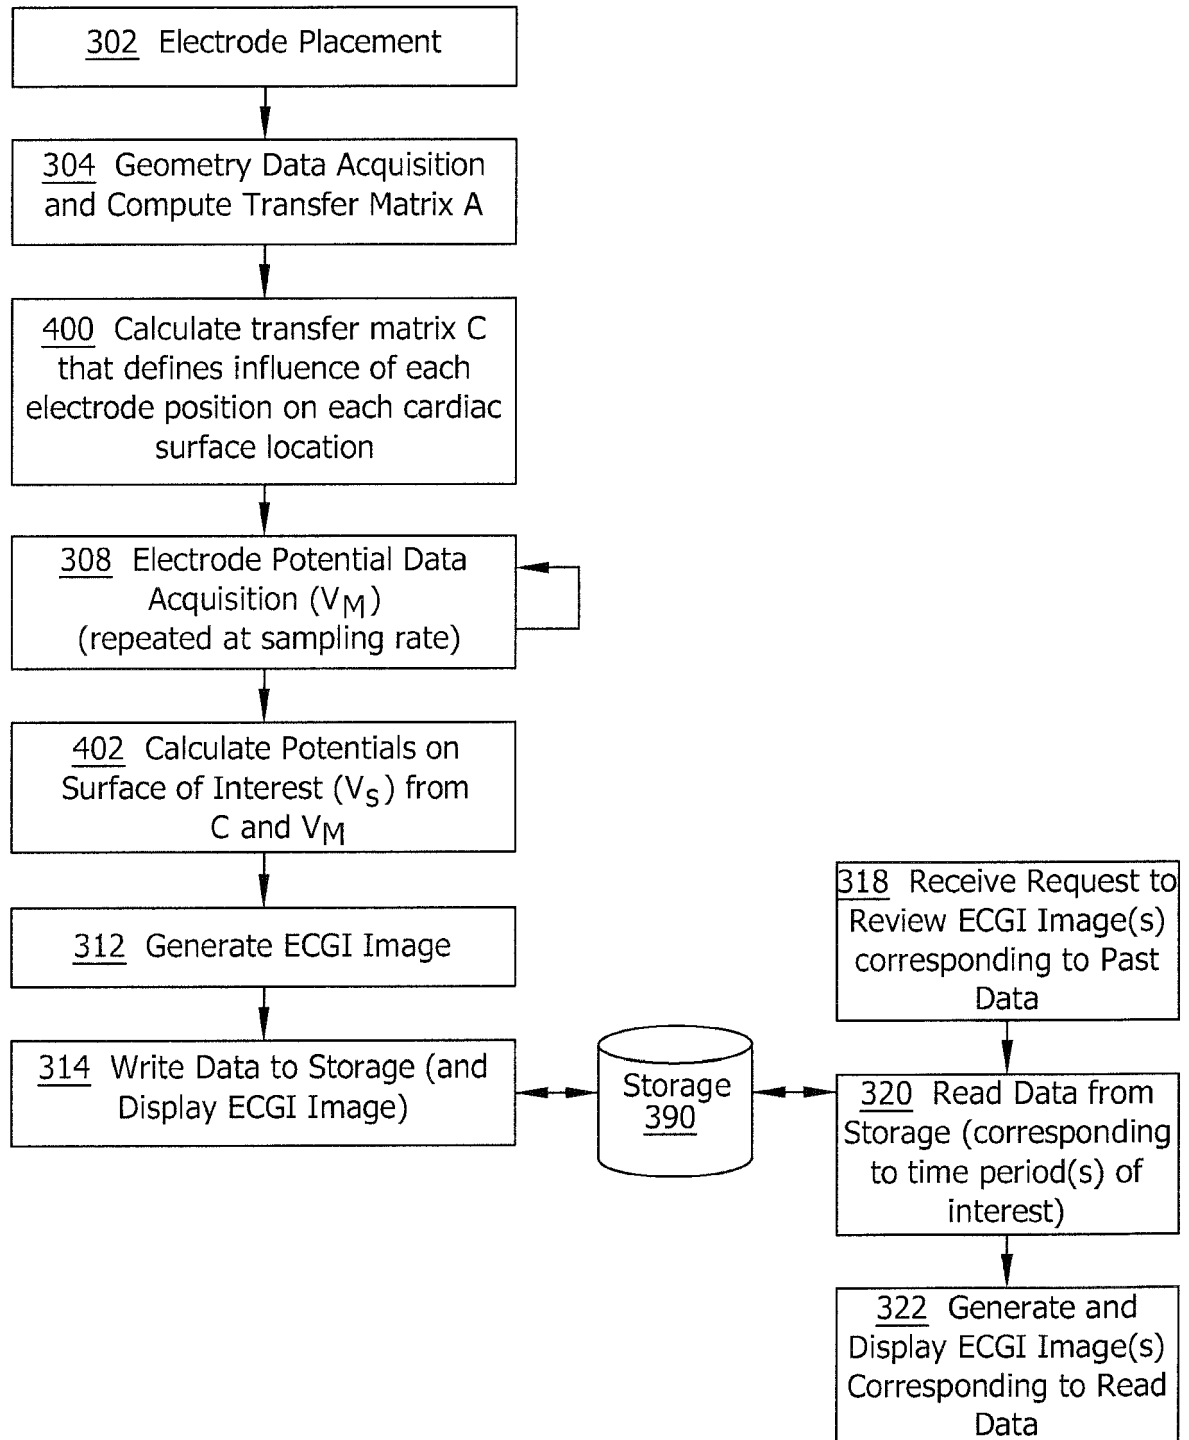 302 Electrode Placement
304 Geometry Data Acquisition
and Compute Transfer Matrix A
400 Calculate transfer matrix C
that defines influence of each
electrode position on each cardiac
surface location
308 Electrode Potential Data
Acquisition (VM)
(repeated at sampling rate)
402 Calculate Potentials on
Surface of Interest (VS) from
C and VM
312 Generate ECGI Image
314 Write Data to Storage (and
Display ECGI Image)
Storage
390
318 Receive Request to
Review ECGI Image(s)
corresponding to Past
Data
320 Read Data from
Storage (corresponding
to time period(s) of
interest)
322 Generate and
Display ECGI Image(s)
Corresponding to Read
Data